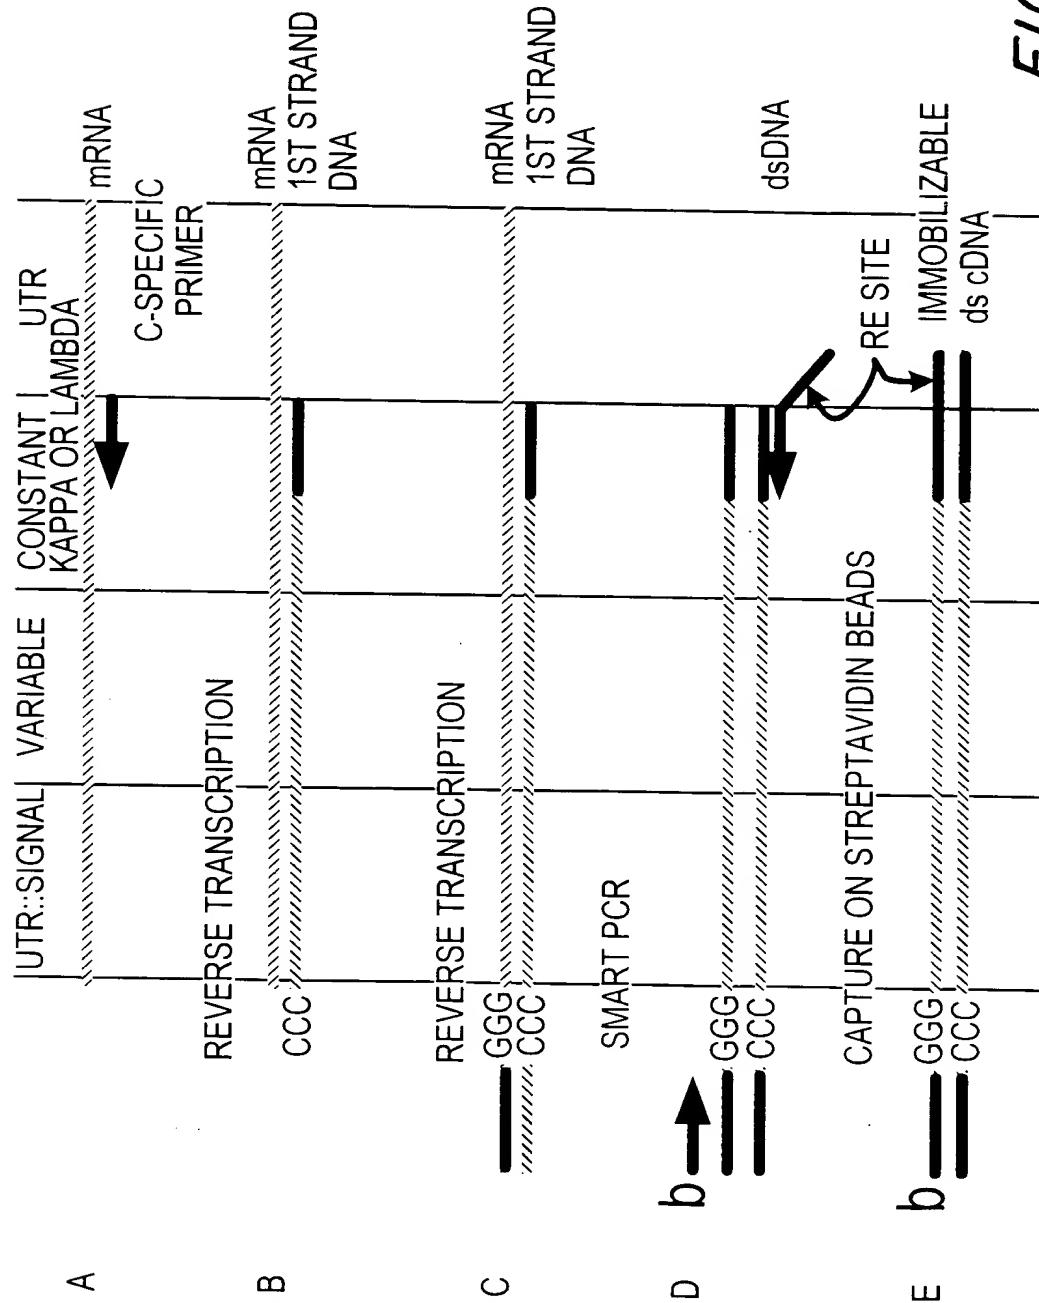 UTR::SIGNAL VARIABLE CONSTANT UTR
KAPPA OR LAMBDA
A
mRNA
C-SPECIFIC
PRIMER
REVERSE TRANSCRIPTION
B
CCC
mRNA
1ST STRAND
DNA
REVERSE TRANSCRIPTION
C
GGG
CCC
mRNA
1ST STRAND
DNA
SMART PCR
D
b
GGG
CCC
dsDNA
RE SITE
CAPTURE ON STREPTAVIDIN BEADS
E
b
GGG
CCC
IMMOBILIZABLE
ds cDNA